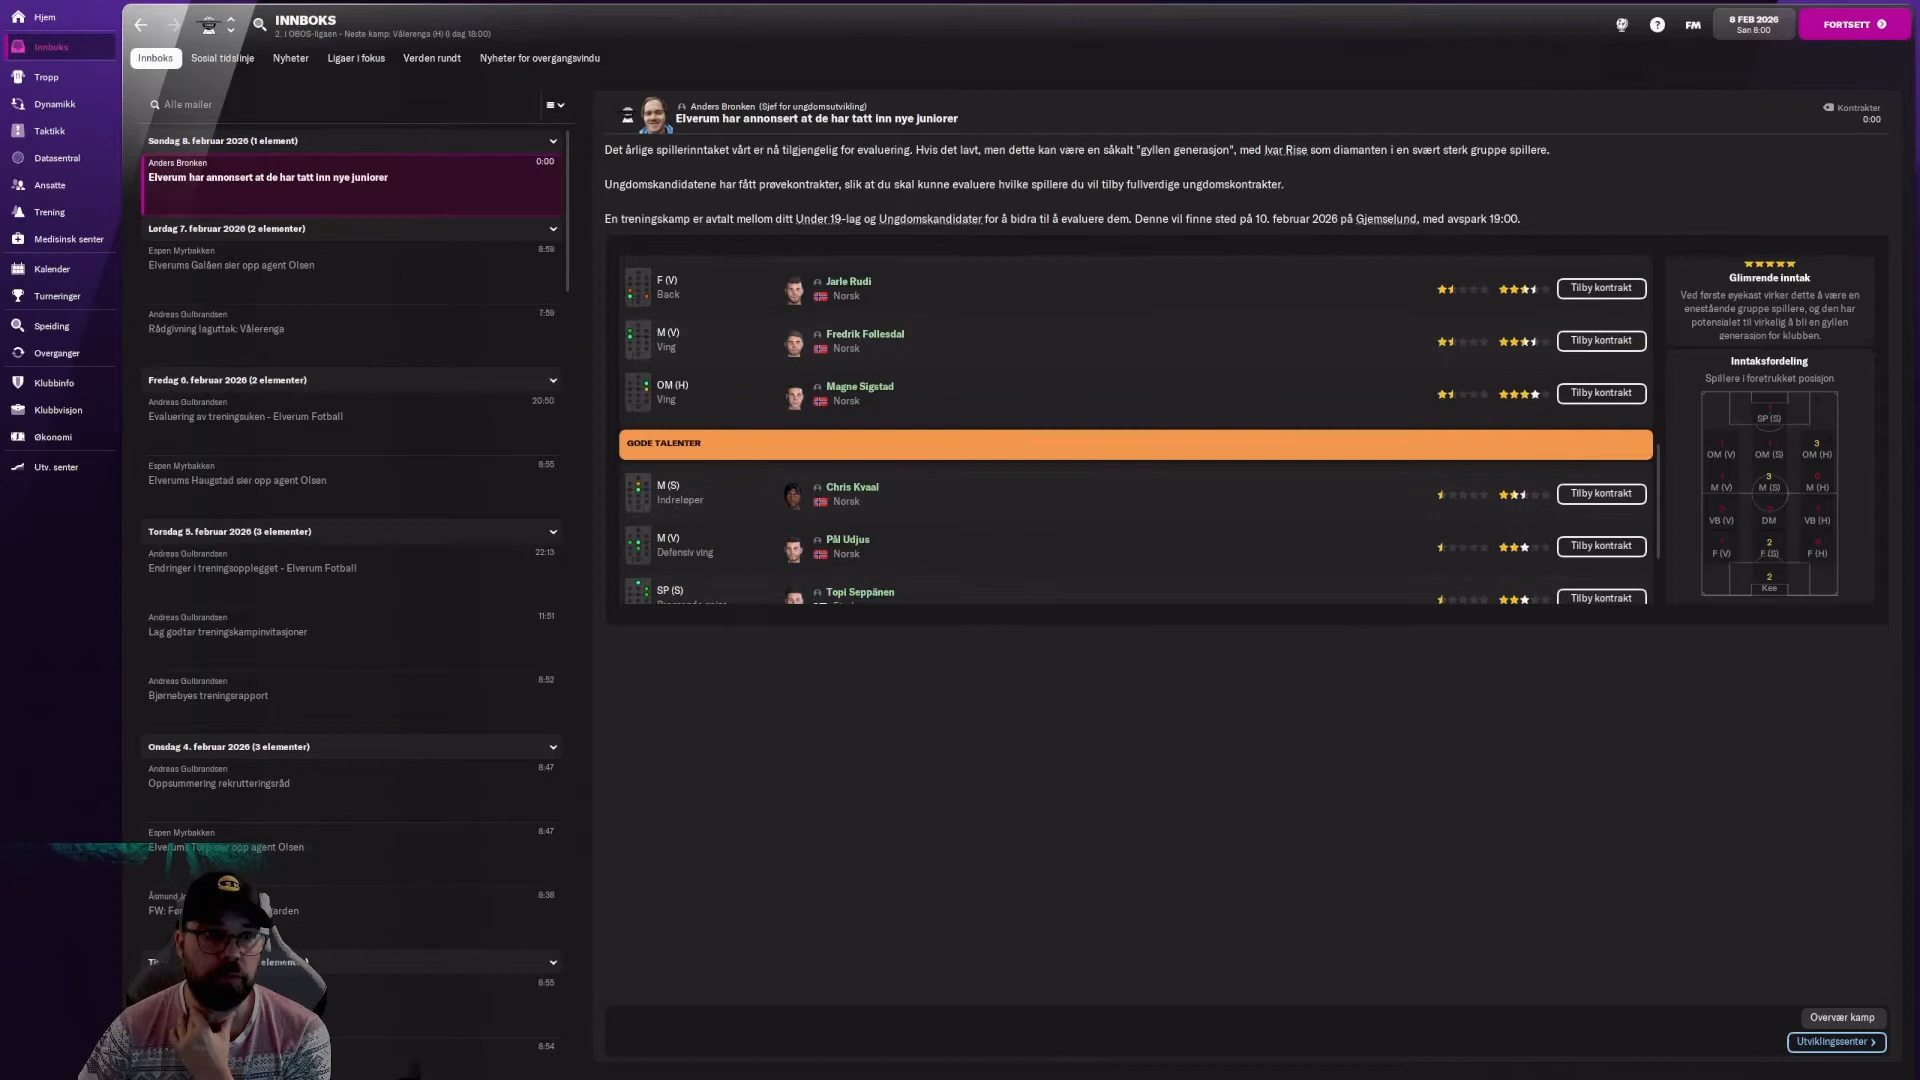 Hjem
Innboks
Tropp
Dynamikk
Taktikk
Datasentral
Ansatte
Trening
Medisinsk senter
Kalender
Turneringer
Speiding
Overganger
Klubbinfo
Klubbvisjon
Økonomi
Utv. senter
INNBOKS
2. i OBOS-ligaen - Neste kamp: Vålerenga (H) (I dag 18:00)
FM
8 FEB 2026
Søn 8:00
FORTSETT
Innboks
Sosial tidslinje
Nyheter
Ligaer i fokus
Verden rundt
Nyheter for overgangsvindu
Alle mailer
Søndag 8. februar 2026 (1 element)
Anders Bronken
0:00
Elverum har annonsert at de har tatt inn nye juniorer
Lørdag 7. februar 2026 (2 elementer)
Espen Myrbakken
8:59
Elverums Galåen sier opp agent Olsen
Andreas Gulbrandsen
7:59
Rådgivning laguttak: Vålerenga
Fredag 6. februar 2026 (2 elementer)
Andreas Gulbrandsen
20:50
Evaluering av treningsuken - Elverum Fotball
Espen Myrbakken
8:55
Elverums Haugstad sier opp agent Olsen
Torsdag 5. februar 2026 (3 elementer)
Andreas Gulbrandsen
22:13
Endringer i treningsopplegget - Elverum Fotball
Andreas Gulbrandsen
11:51
Lag godtar treningskampinvitasjoner
Andreas Gulbrandsen
8:52
Bjørnebyes treningsrapport
Onsdag 4. februar 2026 (3 elementer)
Andreas Gulbrandsen
8:47
Oppsummering rekrutteringsråd
Espen Myrbakken
8:47
Elverums Torp sier opp agent Olsen
8:38
8:55
8:54
Anders Bronken (Sjef for ungdomsutvikling)
Elverum har annonsert at de har tatt inn nye juniorer
Kontrakter
0:00
Det årlige spillerinntaket vårt er nå tilgjengelig for evaluering. Hvis det lavt, men dette kan være en såkalt "gyllen generasjon", med Ivar Rise som diamanten i en svært sterk gruppe spillere.
Ungdomskandidatene har fått prøvekontrakter, slik at du skal kunne evaluere hvilke spillere du vil tilby fullverdige ungdomskontrakter.
En treningskamp er avtalt mellom ditt Under 19-lag og Ungdomskandidater for å bidra til å evaluere dem. Denne vil finne sted på 10. februar 2026 på Gjemselund, med avspark 19:00.
F (V)
Back
Jarle Rudi
Norsk
Tilby kontrakt
M (V)
Ving
Fredrik Føllesdal
Norsk
Tilby kontrakt
OM (H)
Ving
Magne Sigstad
Norsk
Tilby kontrakt
GODE TALENTER
M (S)
Indreløper
Chris Kvaal
Norsk
Tilby kontrakt
M (V)
Defensiv ving
Pål Udjus
Norsk
Tilby kontrakt
SP (S)
Topi Seppänen
Tilby kontrakt
Glimrende inntak
Ved første øyekast virker dette å være en
enestående gruppe spillere, og den har
potensialet til virkelig å bli en gyllen
generasjon for klubben.
Inntaksfordeling
Spillere i foretrukket posisjon
1
SP (S)
1 1 3
OM (V) OM (S) OM (H)
1 3 0
M (V) M (S) M (H)
VB (V) DM VB (H)
1 2 0
F (V) F (S) F (H)
2
Kee
Overvær kamp
Utviklingssenter